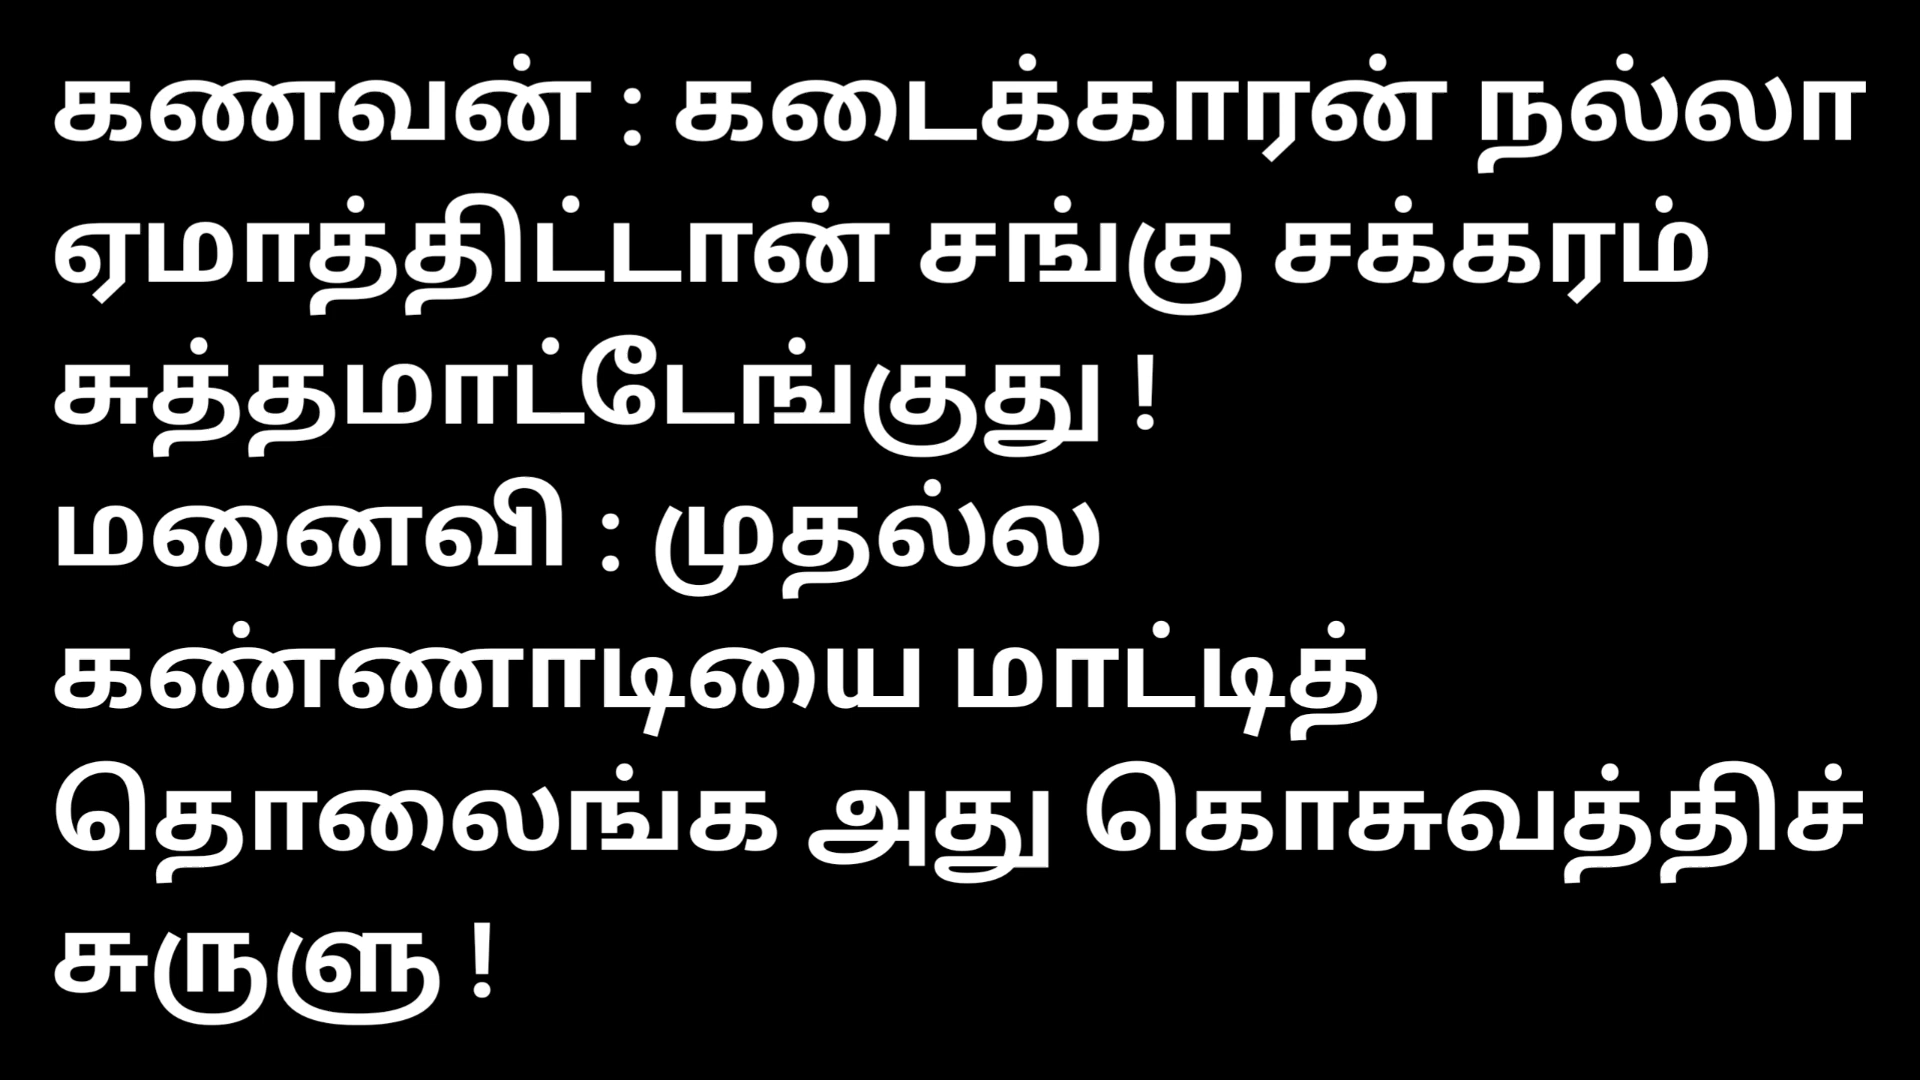 கணவன் : கடைக்காரன் நல்லா
ஏமாத்திட்டான் சங்கு சக்கரம்
சுத்தமாட்டேங்குது !
மனைவி : முதல்ல
கண்ணாடியை மாட்டித்
தொலைங்க அது கொசுவத்திச்
சுருளு !